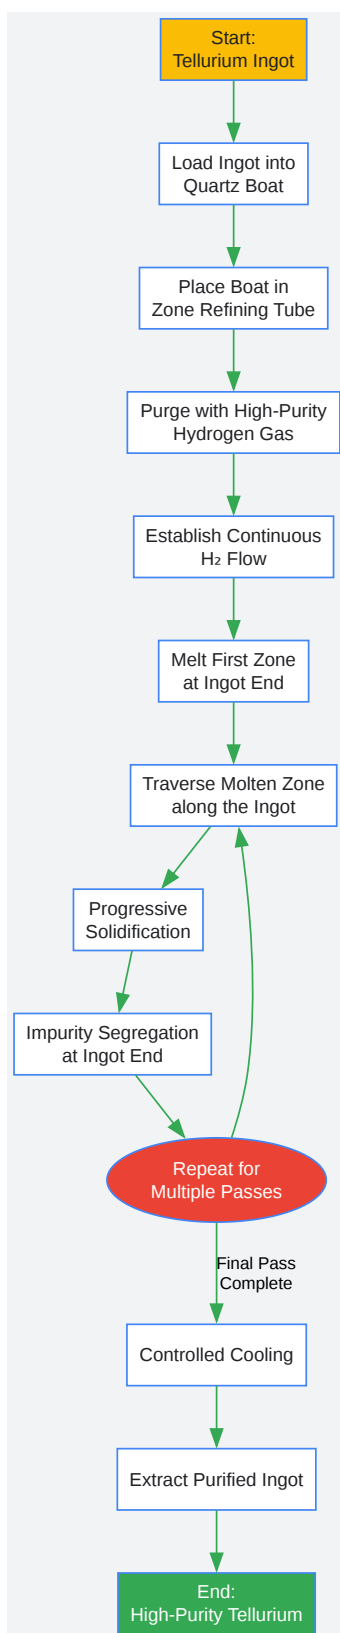 Start:
Tellurium Ingot
Load Ingot into
Quartz Boat
Place Boat in
Zone Refining Tube
Purge with High-Purity
Hydrogen Gas
Establish Continuous
H₂ Flow
Melt First Zone
at Ingot End
Traverse Molten Zone
along the Ingot
Progressive
Solidification
Impurity Segregation
at Ingot End
Repeat for
Multiple Passes
Final Pass
Complete
Controlled Cooling
Extract Purified Ingot
End:
High-Purity Tellurium